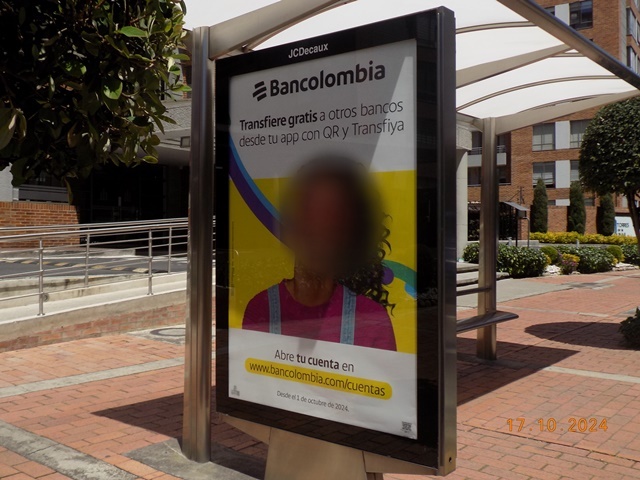 JCDecaux
Bancolombia
Transfiere gratis a otros bancos
desde tu app con QR y Transfiya
Abre tu cuenta en
www.bancolombia.com/cuentas
Desde el 1 de octubre de 2024.
17.10.2024